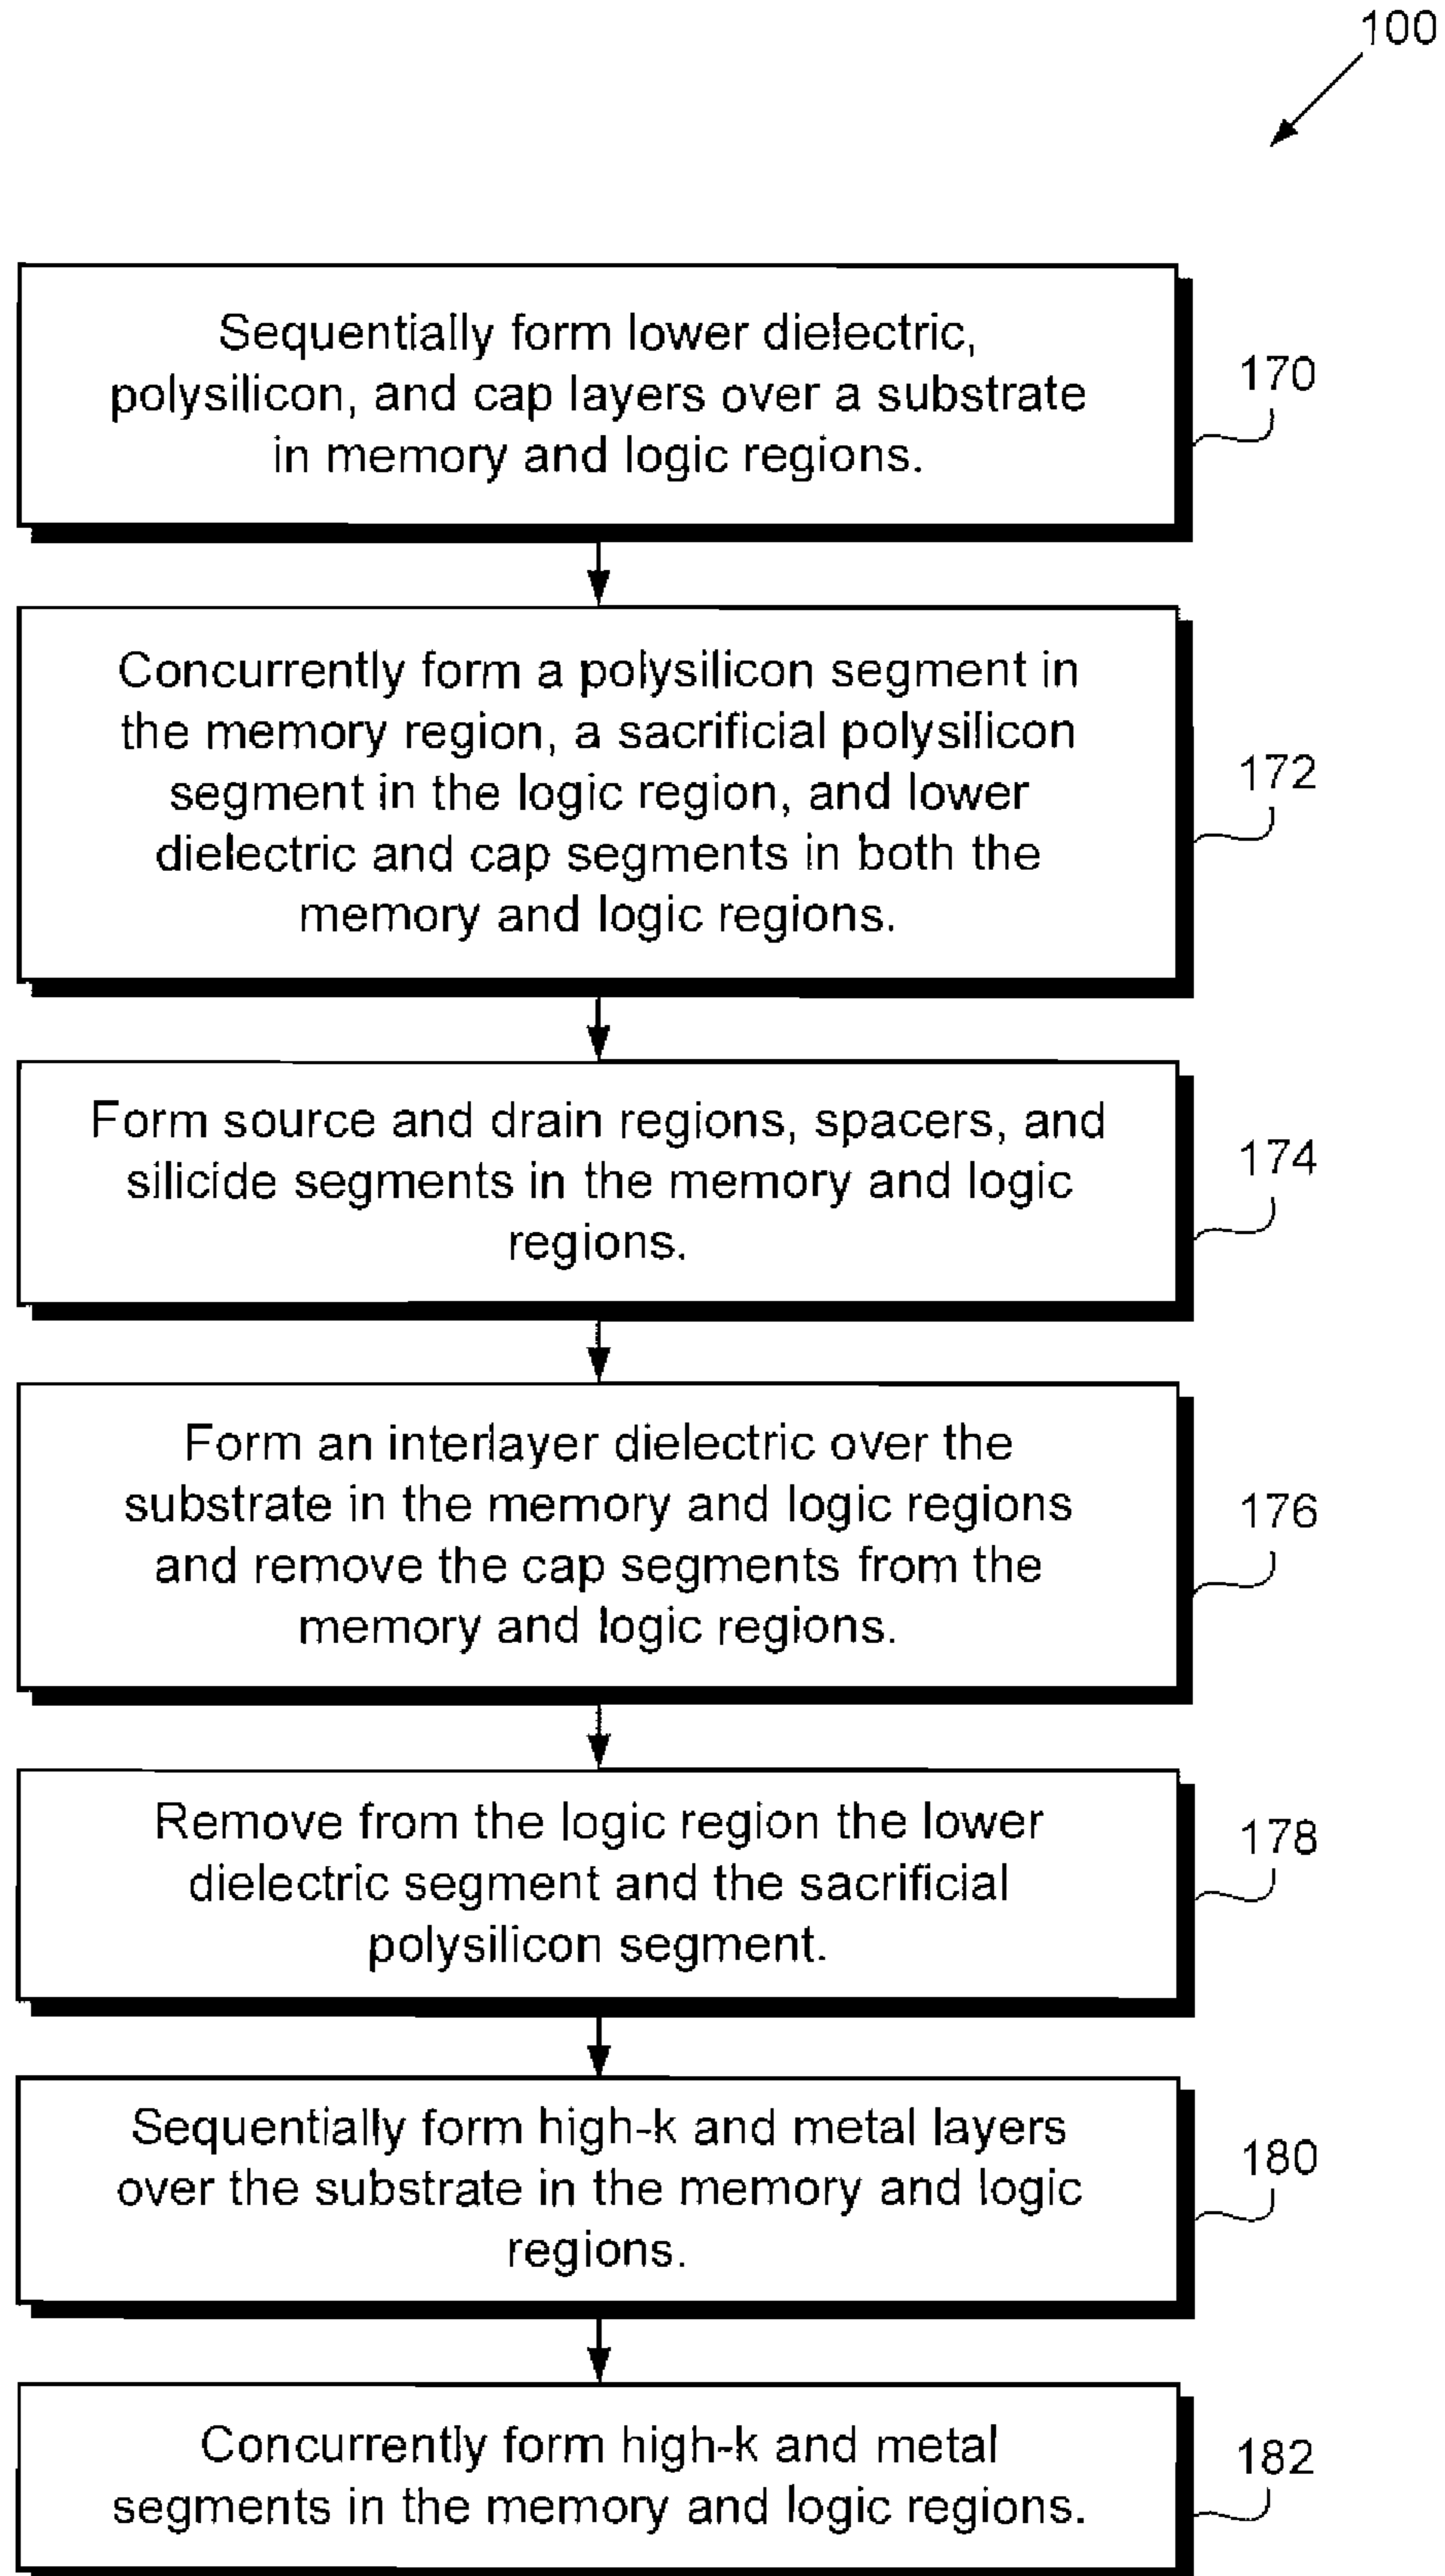 100
Sequentially form lower dielectric,
polysilicon, and cap layers over a substrate
in memory and logic regions.
170
Concurrently form a polysilicon segment in
the memory region, a sacrificial polysilicon
segment in the logic region, and lower
dielectric and cap segments in both the
memory and logic regions.
172
Form source and drain regions, spacers, and
silicide segments in the memory and logic
regions.
174
Form an interlayer dielectric over the
substrate in the memory and logic regions
and remove the cap segments from the
memory and logic regions.
176
Remove from the logic region the lower
dielectric segment and the sacrificial
polysilicon segment.
178
Sequentially form high-k and metal layers
over the substrate in the memory and logic
regions.
180
Concurrently form high-k and metal
segments in the memory and logic regions.
182